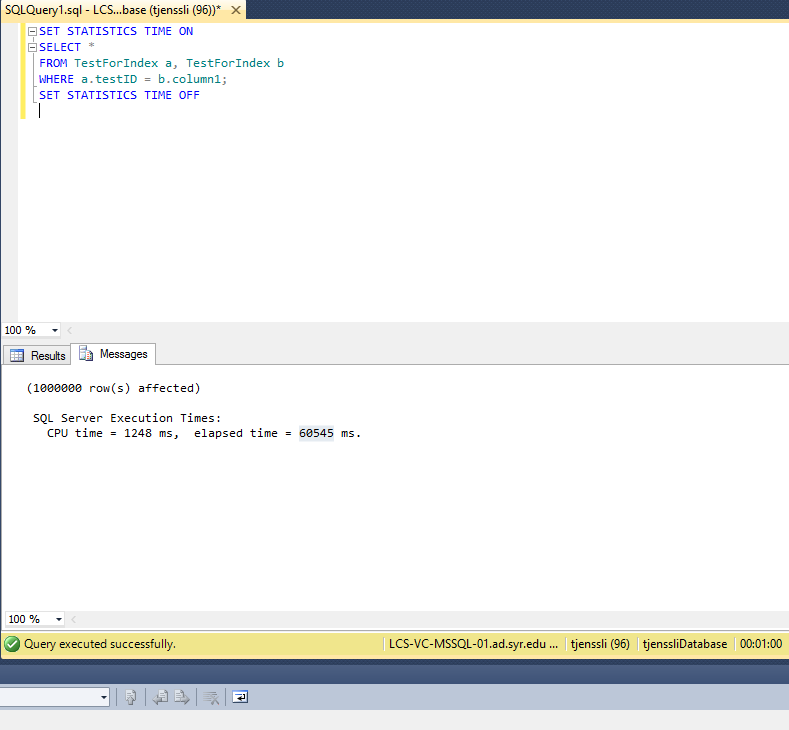 SQLQuery1.sql - LCS...base (tjenssli (96))*
SET STATISTICS TIME ON
SELECT *
FROM TestForIndex a, TestForIndex b
WHERE a.testID = b.column1;
SET STATISTICS TIME OFF
100 %
Results Messages
(1000000 row(s) affected)
SQL Server Execution Times:
CPU time = 1248 ms,  elapsed time = 60545 ms.
100 %
Query executed successfully. LCS-VC-MSSQL-01.ad.syr.edu ... tjenssli (96) tjenssliDatabase 00:01:00